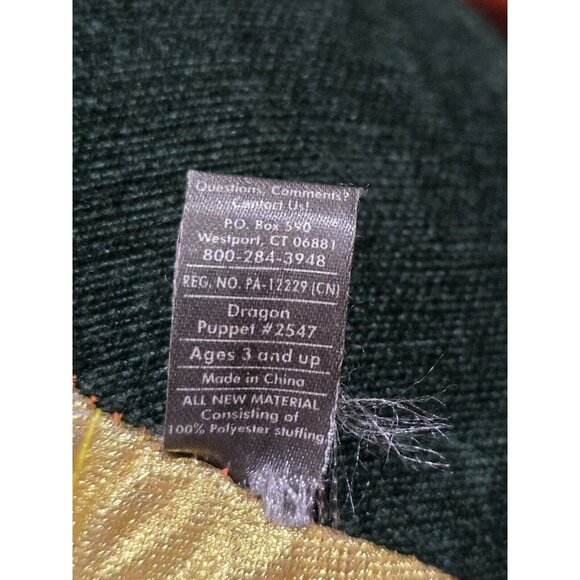 Questions, Comments?
Contact Us!
P.O. Box 590
Westport, CT 06881
800-284-3948
REG. NO. PA-12229 (CN)
Dragon
Puppet #2547
Ages 3 and up
Made in China
ALL NEW MATERIAL
Consisting of
100% Polyester stuffing.